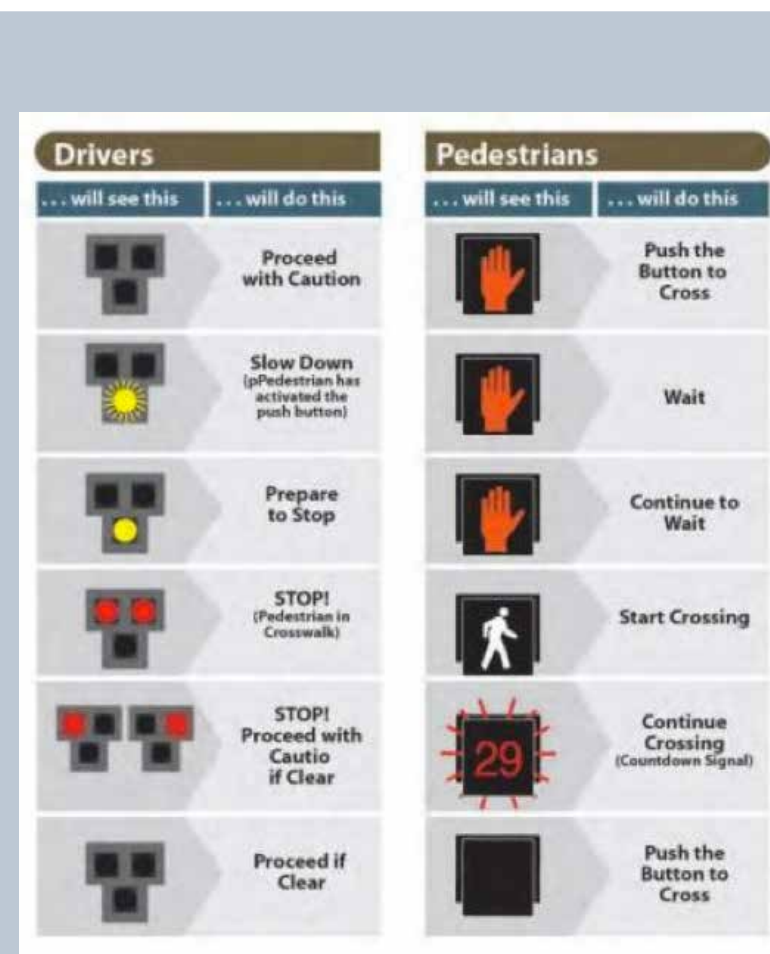 Drivers
... will see this
... will do this
Proceed
with Caution
Slow Down
(pPedestrian has
activated the
push button)
Prepare
to Stop
STOP!
(Pedestrian in
Crosswalk)
STOP!
Proceed with
Cautio
if Clear
Proceed if
Clear
Pedestrians
... will see this
... will do this
Push the
Button to
Cross
Wait
Continue to
Wait
Start Crossing
29
Continue
Crossing
(Countdown Signal)
Push the
Button to
Cross